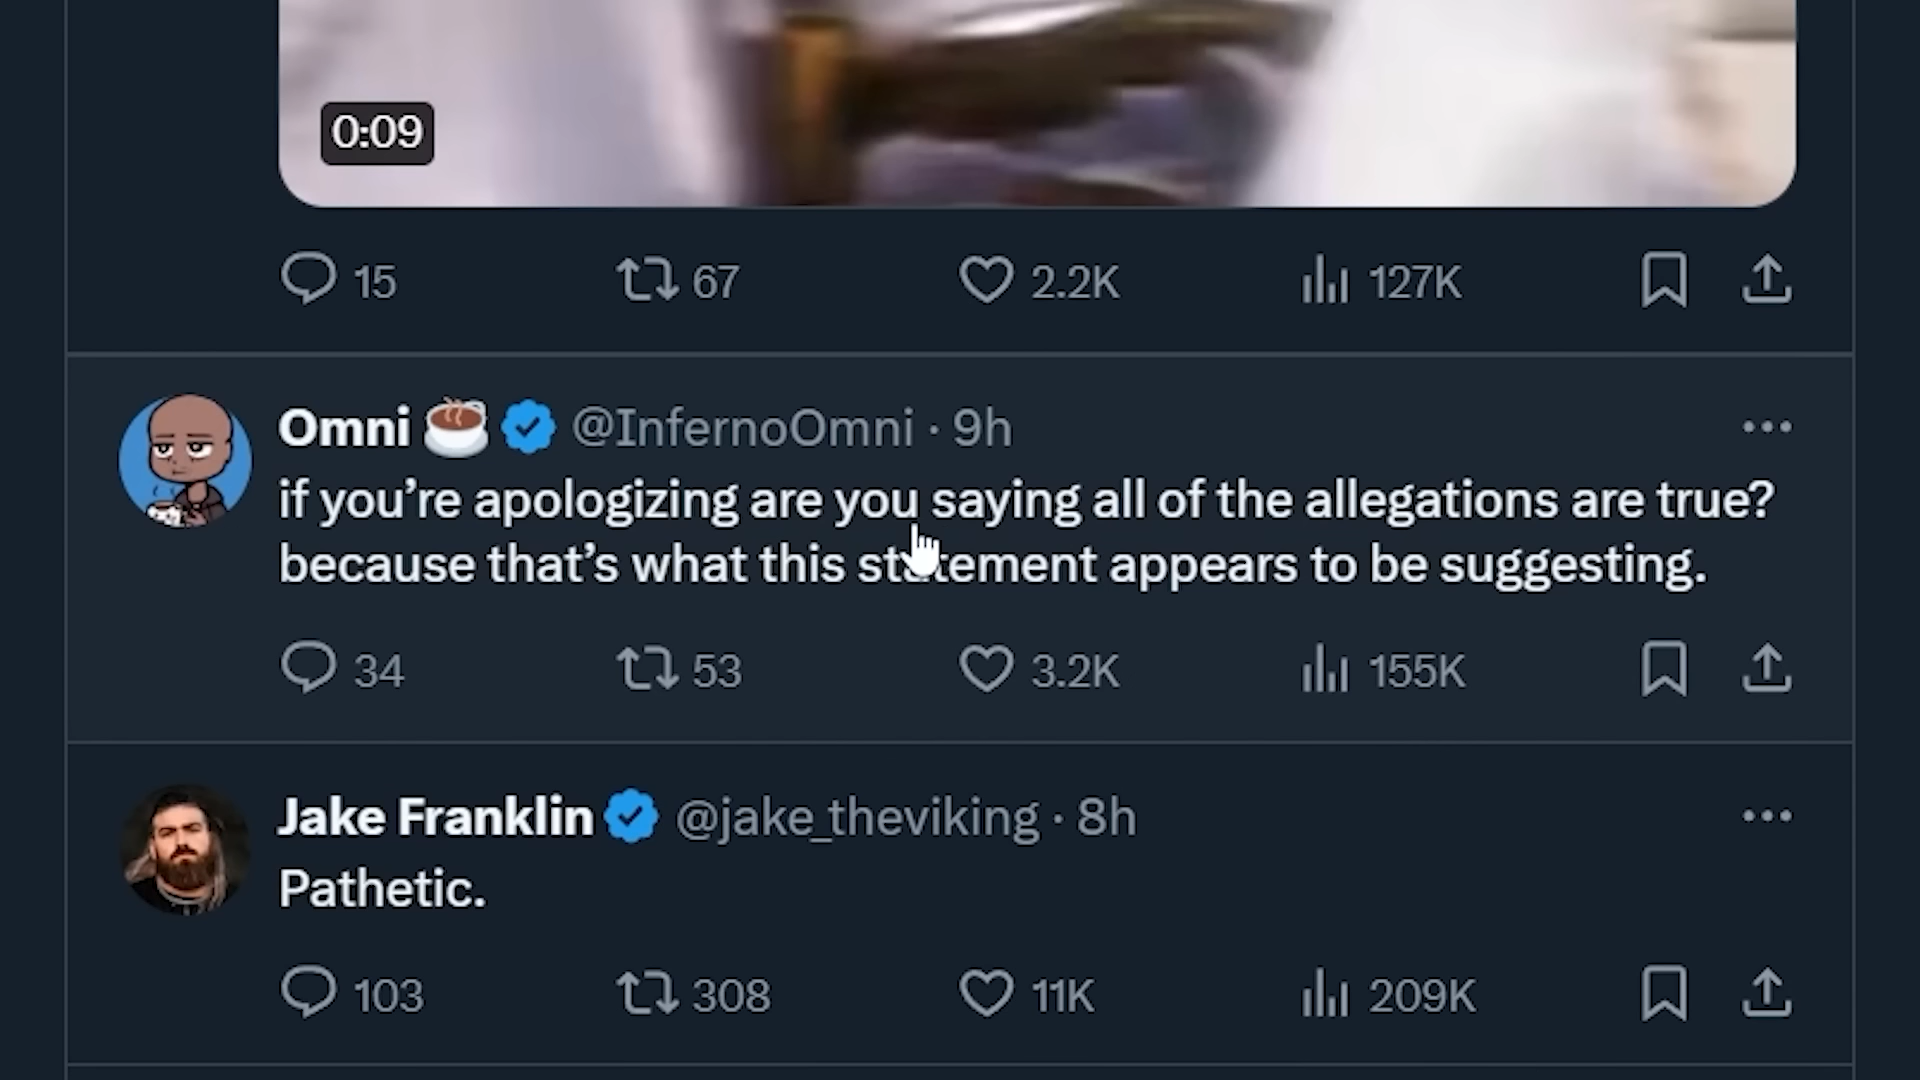 0:09
15 67 2.2K 127K
Omni @InfernoOmni · 9h
if you’re apologizing are you saying all of the allegations are true?
because that’s what this statement appears to be suggesting.
34 53 3.2K 155K
Jake Franklin @jake_theviking · 8h
Pathetic.
103 308 11K 209K